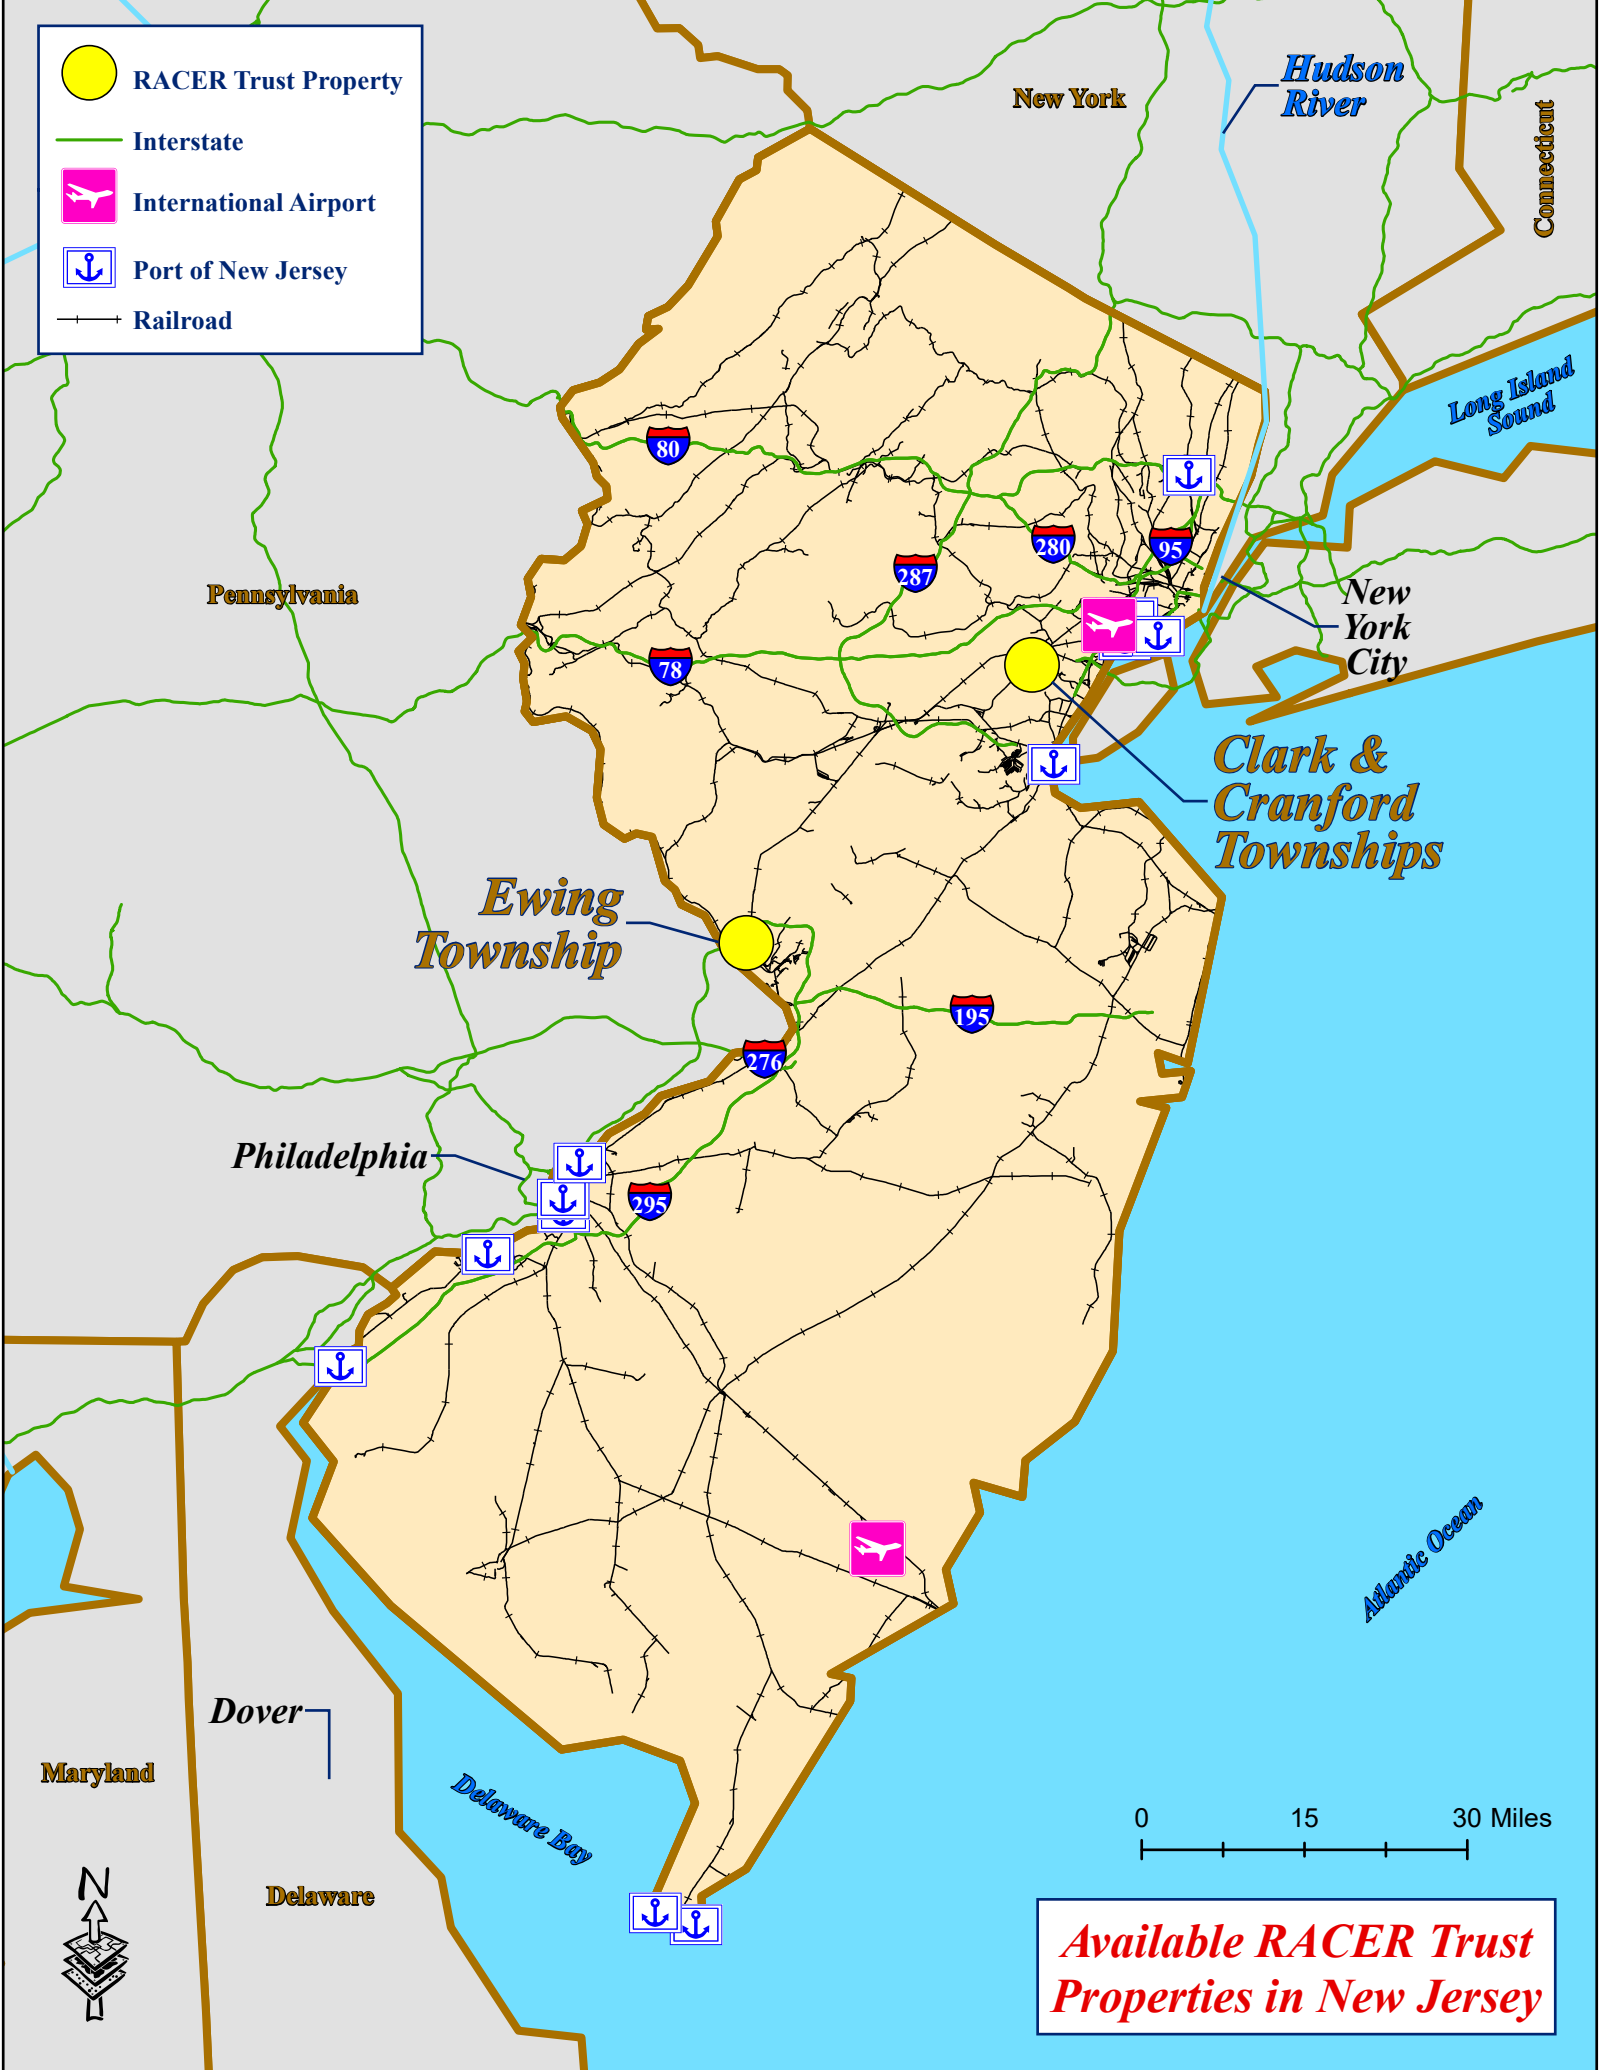 RACER Trust Property
Interstate
International Airport
Port of New Jersey
Railroad
New York
Hudson
River
Connecticut
Long Island
Sound
80
280
95
287
Pennsylvania
New
York
City
78
Clark &
Cranford
Townships
Ewing
Township
195
276
Philadelphia
295
Atlantic Ocean
Dover
Maryland
Delaware Bay
0 15 30 Miles
N
Delaware
Available RACER Trust
Properties in New Jersey